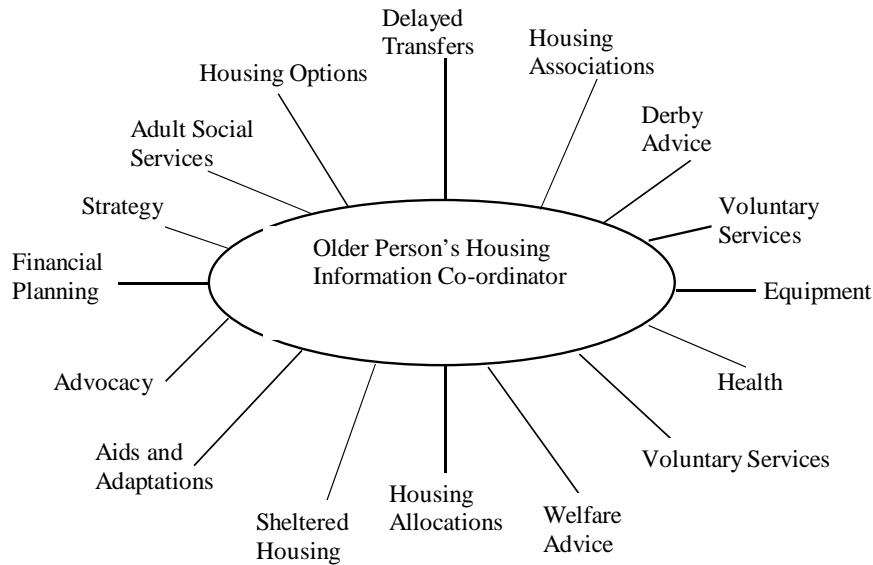 Delayed
Transfers
Housing
Associations
Housing Options
Derby
Advice
Adult Social
Services
Strategy
Voluntary
Services
Older Person’s Housing
Information Co-ordinator
Financial
Planning
Equipment
Advocacy
Health
Aids and
Adaptations
Voluntary Services
Sheltered
Housing
Housing
Allocations
Welfare
Advice